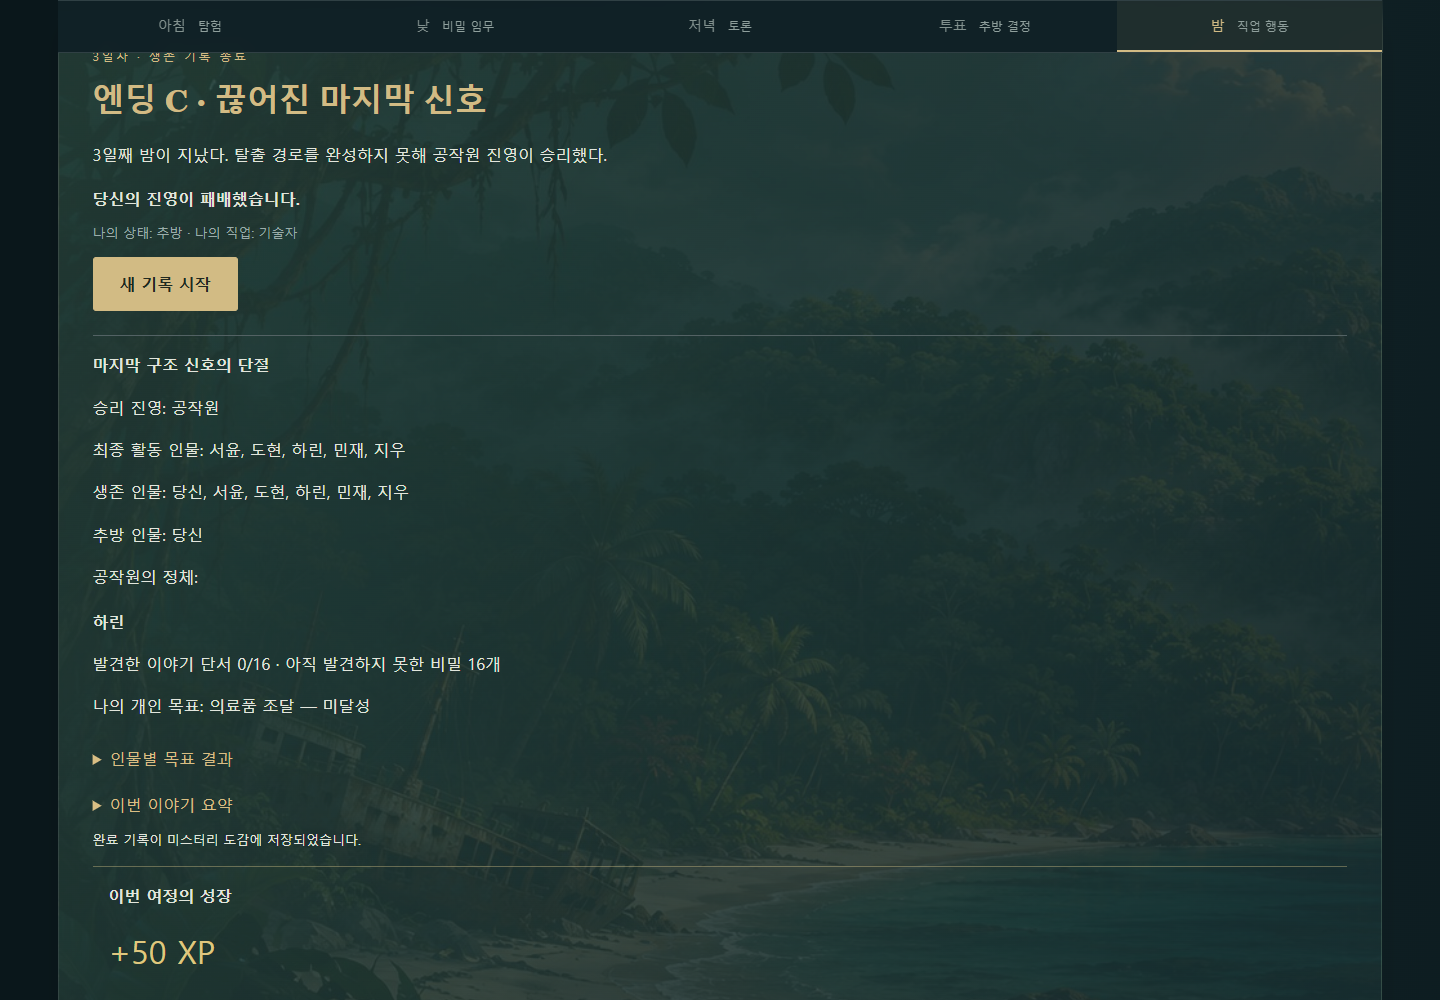 아침 탐험
낮 비밀 임무
저녁 토론
투표 추방 결정
밤 직업 행동
3일차 · 생존 기록 종료
엔딩 C · 끊어진 마지막 신호
3일째 밤이 지났다. 탈출 경로를 완성하지 못해 공작원 진영이 승리했다.
당신의 진영이 패배했습니다.
나의 상태: 추방 · 나의 직업: 기술자
새 기록 시작
마지막 구조 신호의 단절
승리 진영: 공작원
최종 활동 인물: 서윤, 도현, 하린, 민재, 지우
생존 인물: 당신, 서윤, 도현, 하린, 민재, 지우
추방 인물: 당신
공작원의 정체:
하린
발견한 이야기 단서 0/16 · 아직 발견하지 못한 비밀 16개
나의 개인 목표: 의료품 조달 — 미달성
▶ 인물별 목표 결과
▶ 이번 이야기 요약
완료 기록이 미스터리 도감에 저장되었습니다.
이번 여정의 성장
+50 XP